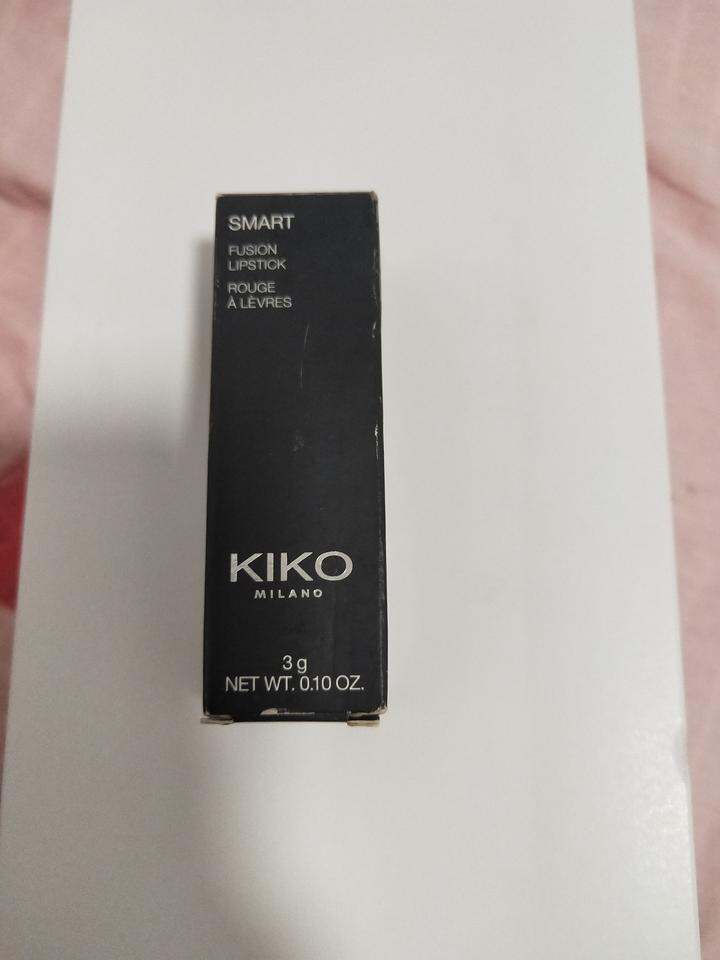 SMART
FUSION
LIPSTICK
ROUGE
À LÈVRES
KIKO
MILANO
3 g
NET WT. 0.10 OZ.